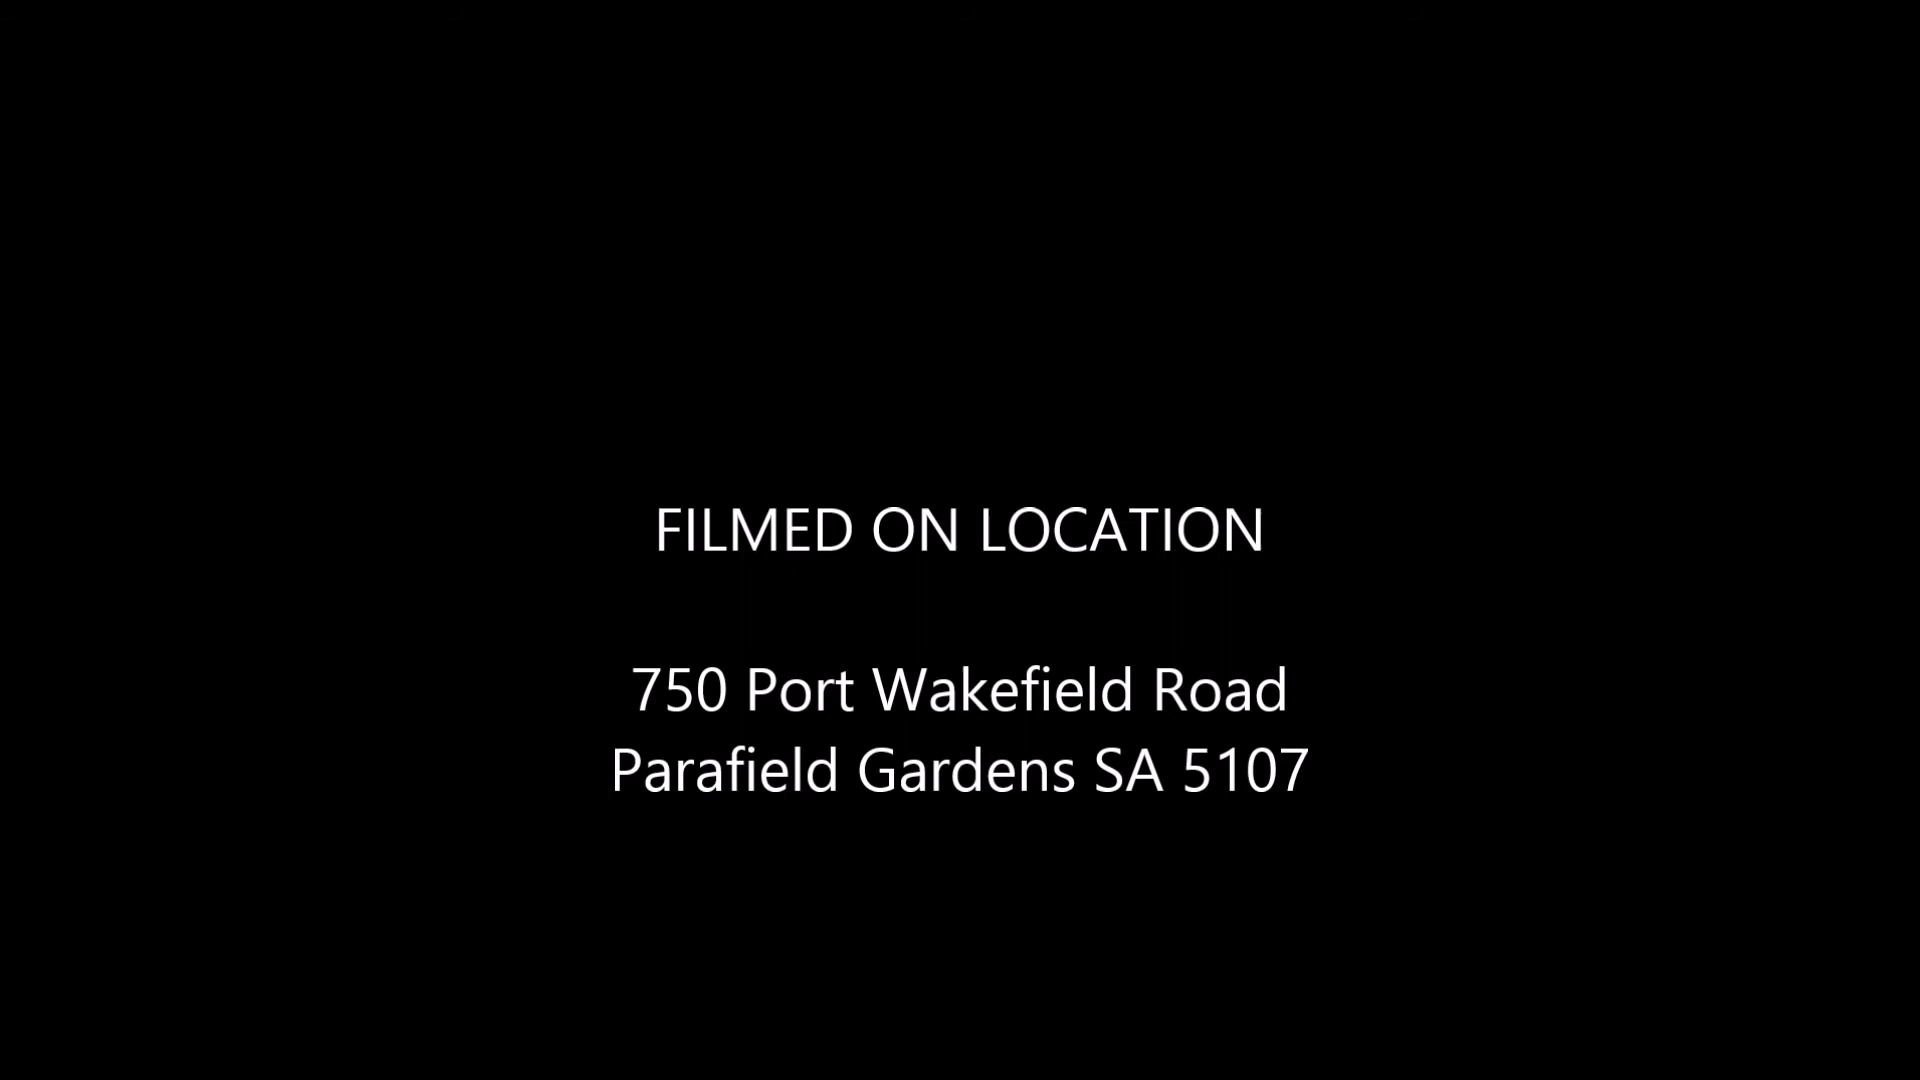 FILMED ON LOCATION
750 Port Wakefield Road
Parafield Gardens SA 5107